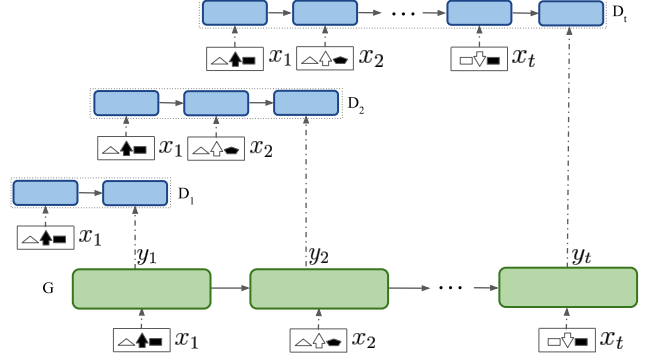 ··· D_t
x_1 x_2 x_t
D_2
x_1 x_2
D_1
x_1
y_1 y_2 y_t
G ···
x_1 x_2 x_t